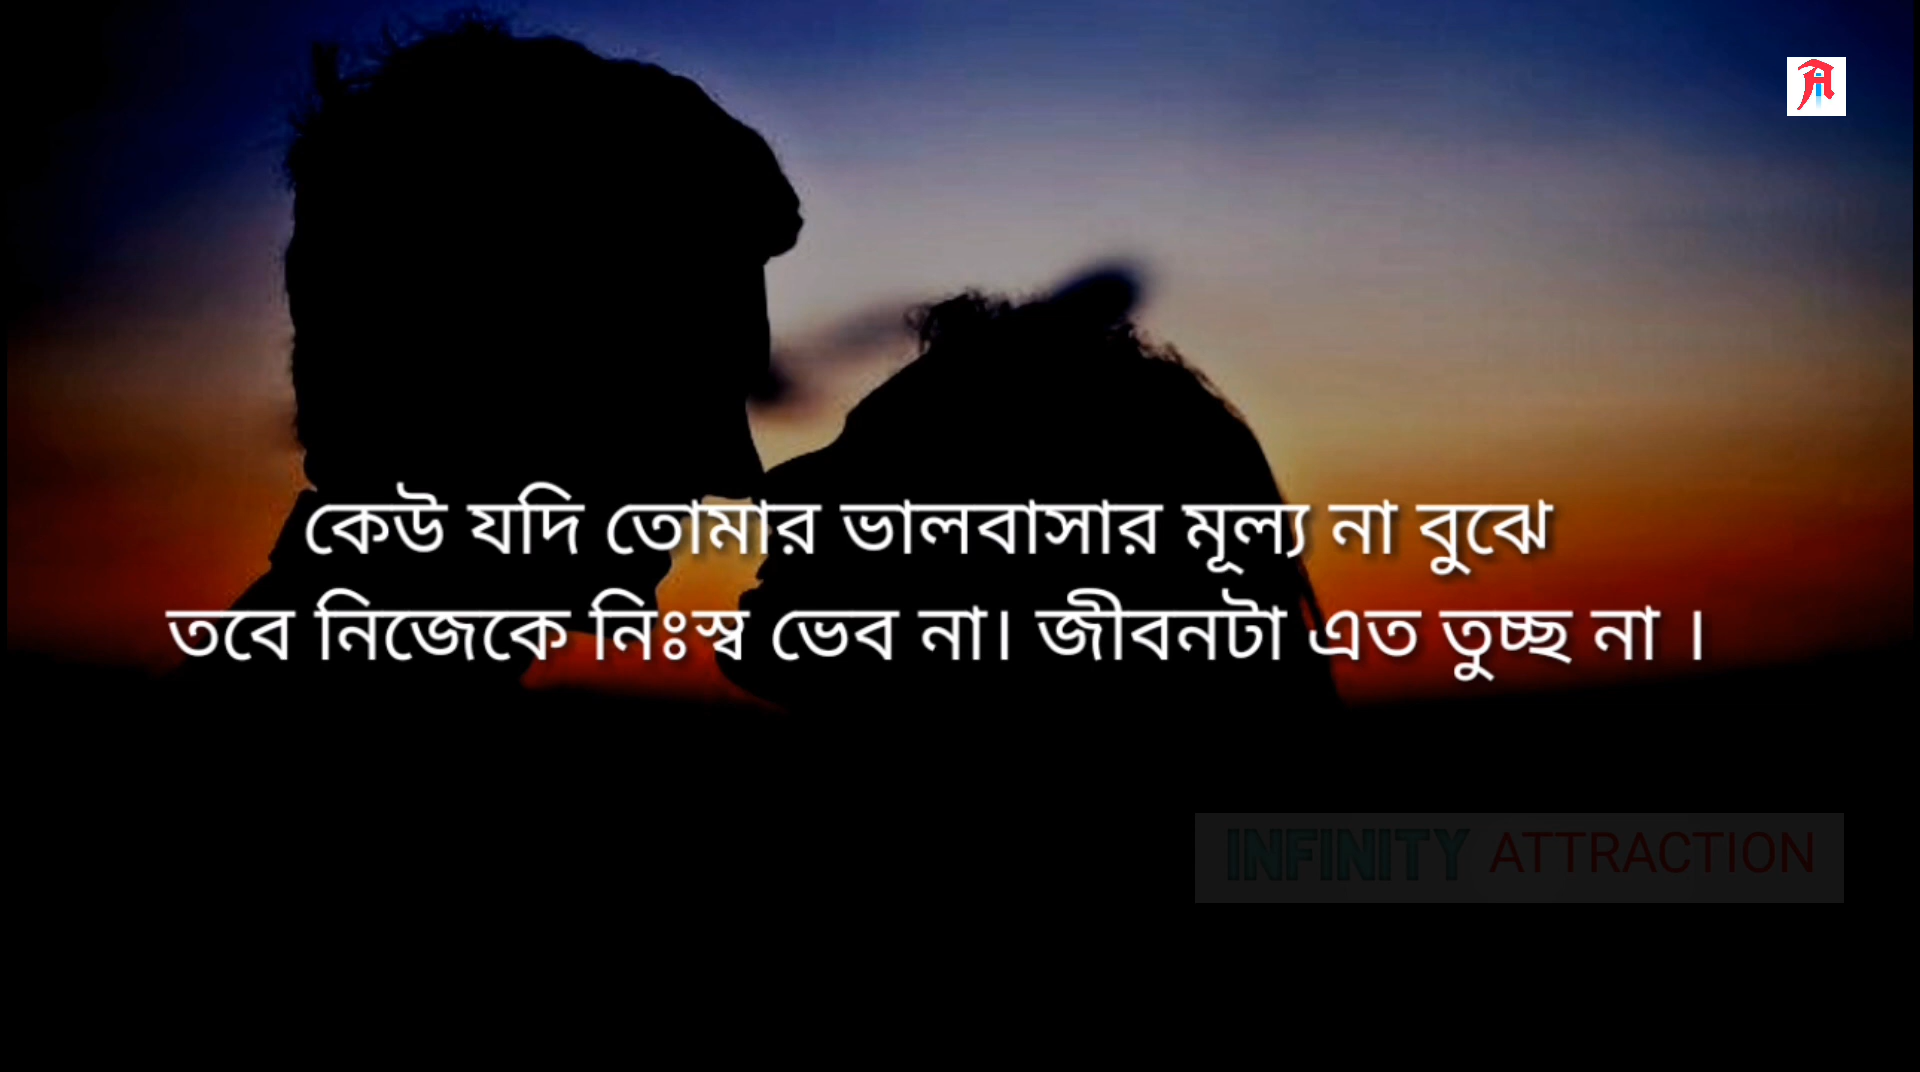 কেউ যদি তোমার ভালবাসার মূল্য না বুঝে
তবে নিজেকে নিঃস্ব ভেব না। জীবনটা এত তুচ্ছ না ।
INFINITY ATTRACTION